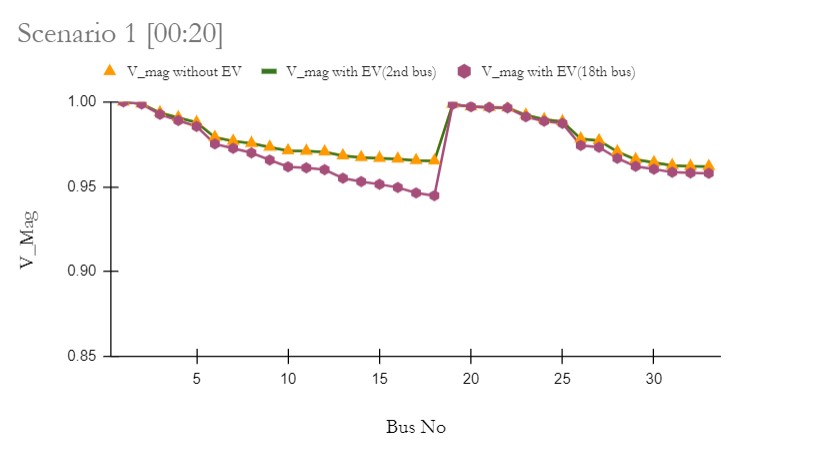 Scenario 1 [00:20]
V_mag without EV V_mag with EV(2nd bus) V_mag with EV(18th bus)
1.00
0.95
0.90
0.85
V_Mag
5 10 15 20 25 30
Bus No